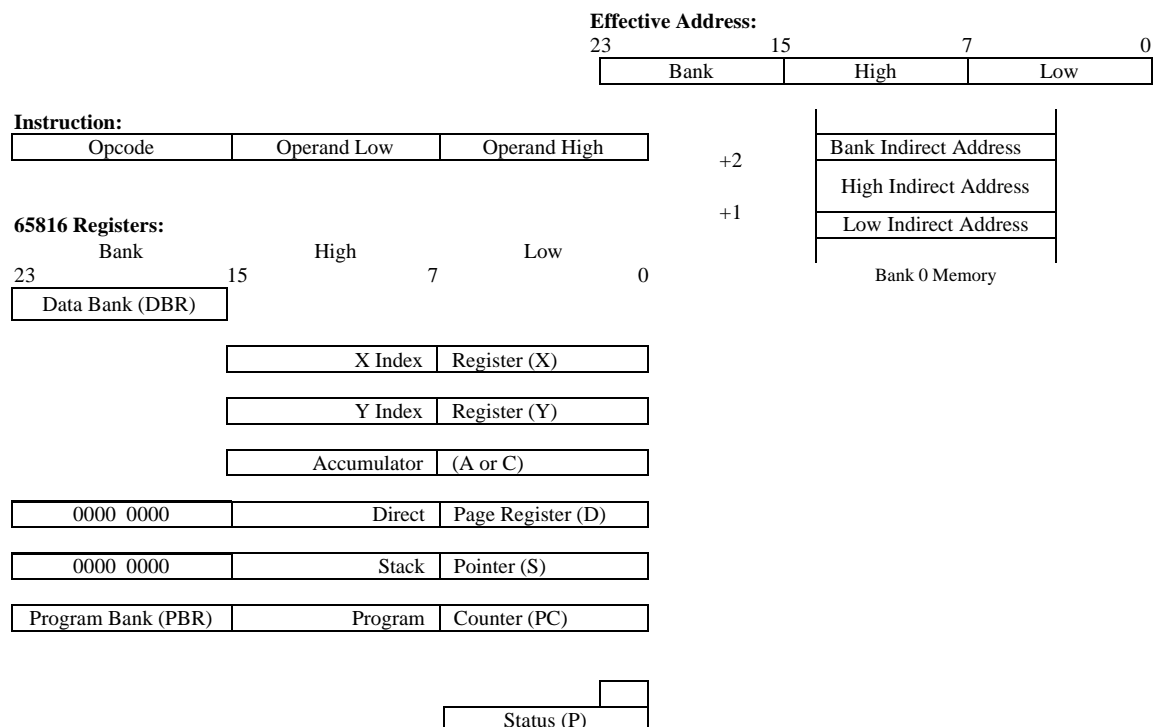 Effective Address:
23 15 7 0
Bank High Low
Instruction:
Opcode Operand Low Operand High
+2
Bank Indirect Address
High Indirect Address
+1
Low Indirect Address
Bank 0 Memory
65816 Registers:
Bank High Low
23 15 7 0
Data Bank (DBR)
X Index Register (X)
Y Index Register (Y)
Accumulator (A or C)
0000 0000 Direct Page Register (D)
0000 0000 Stack Pointer (S)
Program Bank (PBR) Program Counter (PC)
Status (P)